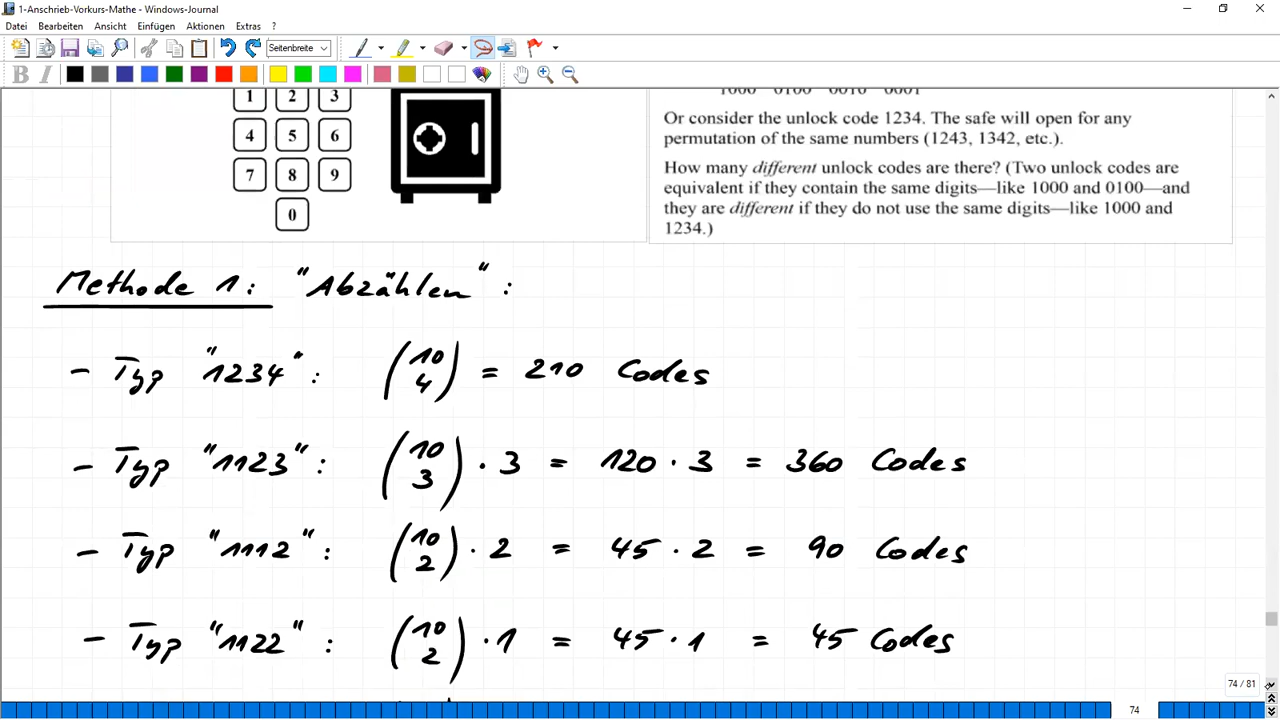 1-Anschrieb-Vorkurs-Mathe - Windows-Journal
Datei Bearbeiten Ansicht Einfügen Aktionen Extras ?
Seitenbreite
B I
1 2 3
4 5 6
7 8 9
0
1000 0100 0010 0001
Or consider the unlock code 1234. The safe will open for any
permutation of the same numbers (1243, 1342, etc.).
How many different unlock codes are there? (Two unlock codes are
equivalent if they contain the same digits—like 1000 and 0100—and
they are different if they do not use the same digits—like 1000 and
1234.)
Methode 1: "Abzählen":
- Typ "1234": (10 4) = 210 Codes
- Typ "1123": (10 3) · 3 = 120 · 3 = 360 Codes
- Typ "1112": (10 2) · 2 = 45 · 2 = 90 Codes
- Typ "1122": (10 2) · 1 = 45 · 1 = 45 Codes
74 / 81
74